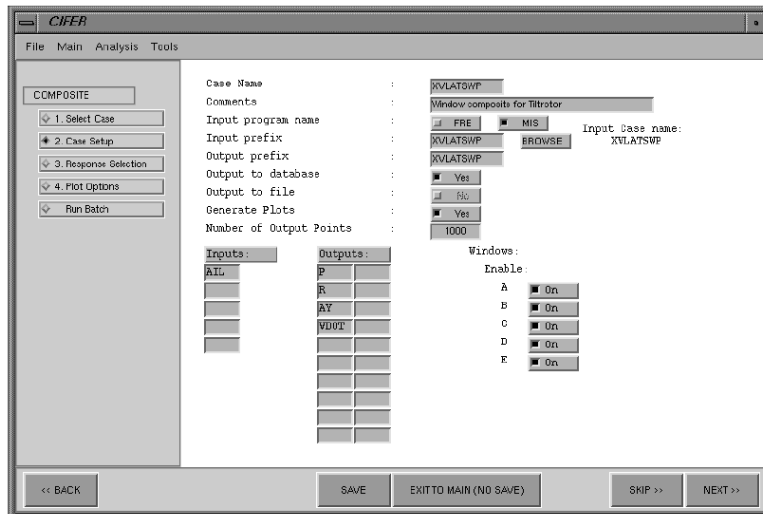 CIFER
File Main Analysis Tools
COMPOSITE
1. Select Case
2. Case Setup
3. Response Selection
4. Plot Options
Run Batch
Case Name : XVLATSWP
Comments : Window composite for Tiltrotor
Input program name : FRE MIS
Input Case name:
Input prefix : XVLATSWP BROWSE XVLATSWP
Output prefix : XVLATSWP
Output to database : Yes
Output to file : No
Generate Plots : Yes
Number of Output Points : 1000
Inputs: Outputs: Windows:
AIL P Enable:
R A On
AY B On
VDOT C On
D On
E On
<< BACK SAVE EXIT TO MAIN (NO SAVE) SKIP >> NEXT >>